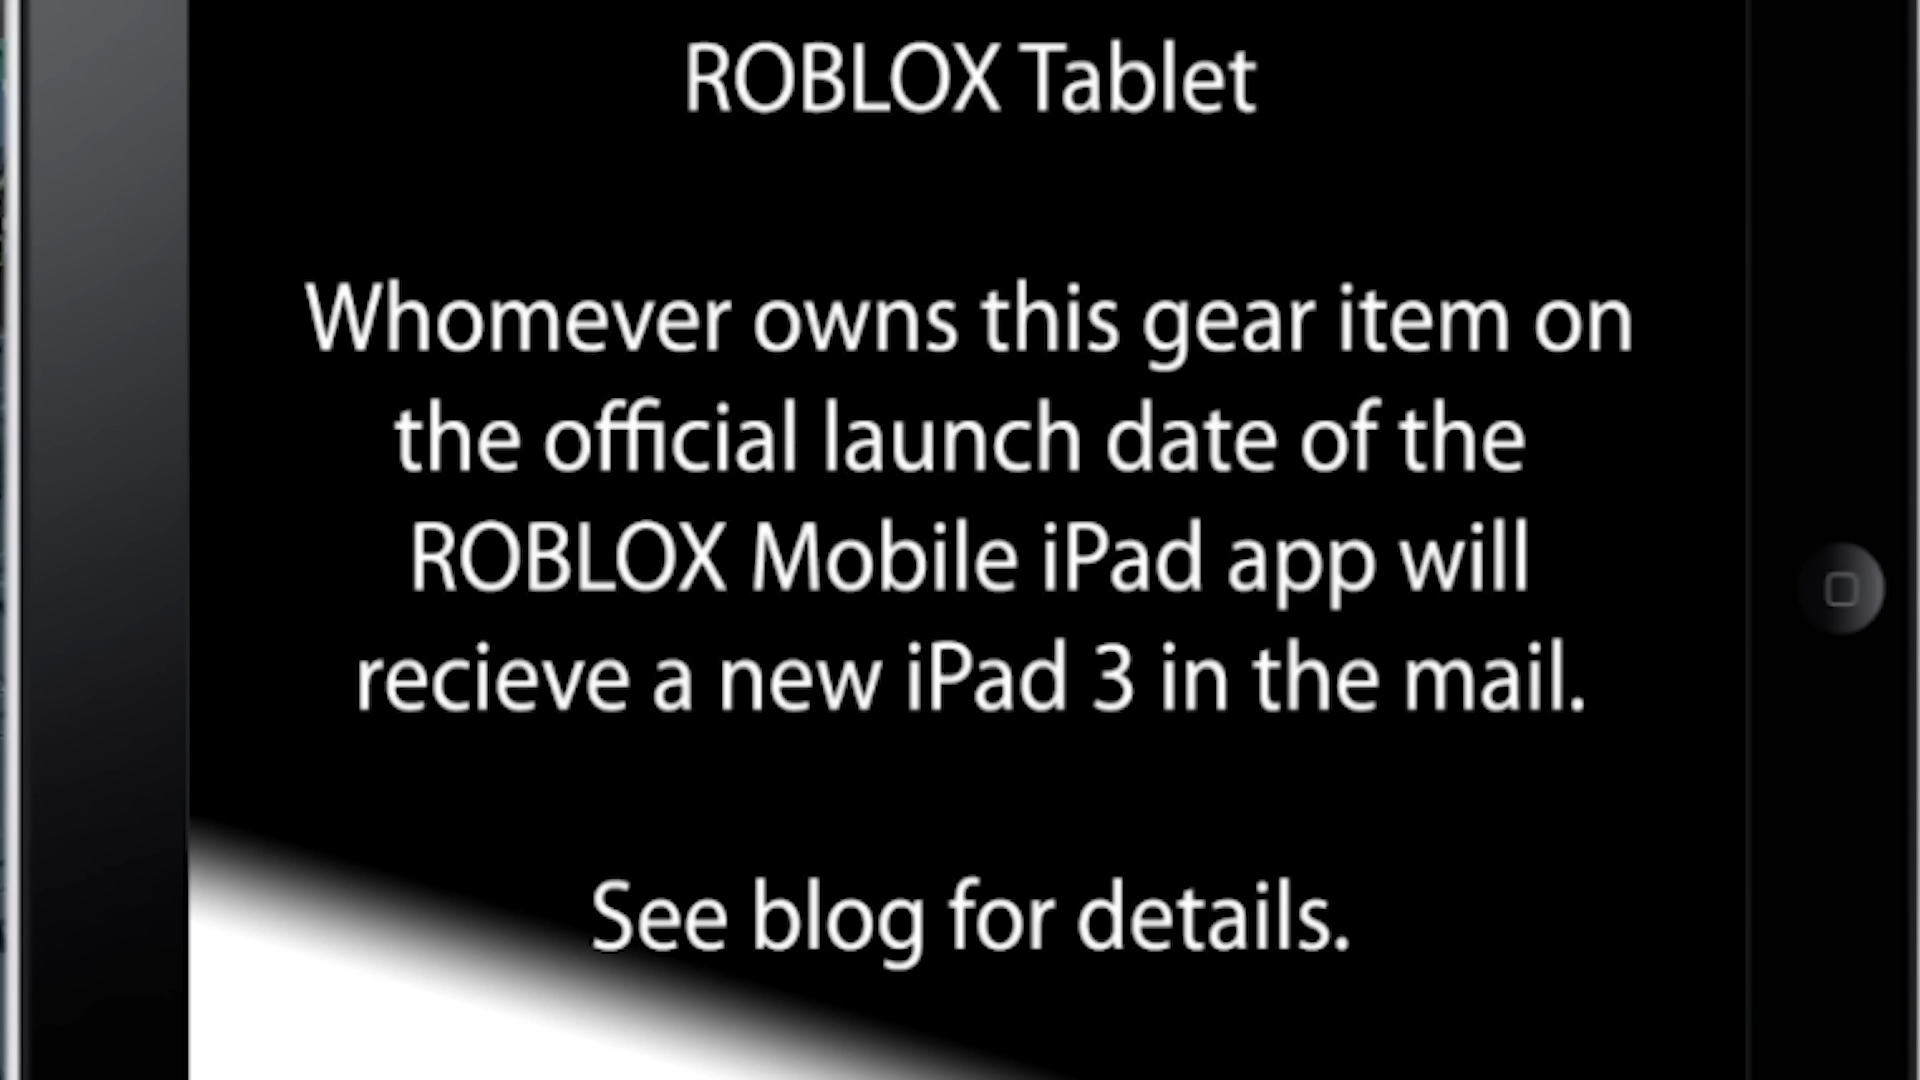 ROBLOX Tablet
Whomever owns this gear item on
the official launch date of the
ROBLOX Mobile iPad app will
recieve a new iPad 3 in the mail.
See blog for details.